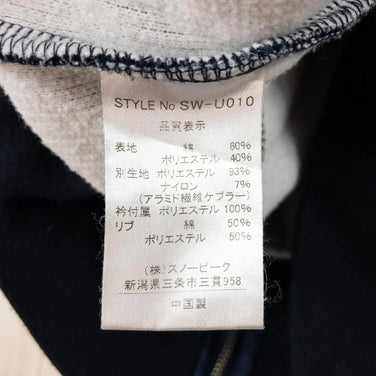 STYLE No SW-U010
品質表示
表地 綿 60%
ポリエステル 40%
別生地 ポリエステル 93%
ナイロン 7%
(アラミド繊維ケブラー)
衿付属 ポリエステル 100%
リブ 綿 50%
ポリエステル 50%
(株)スノーピーク
新潟県三条市三貫958
中国製